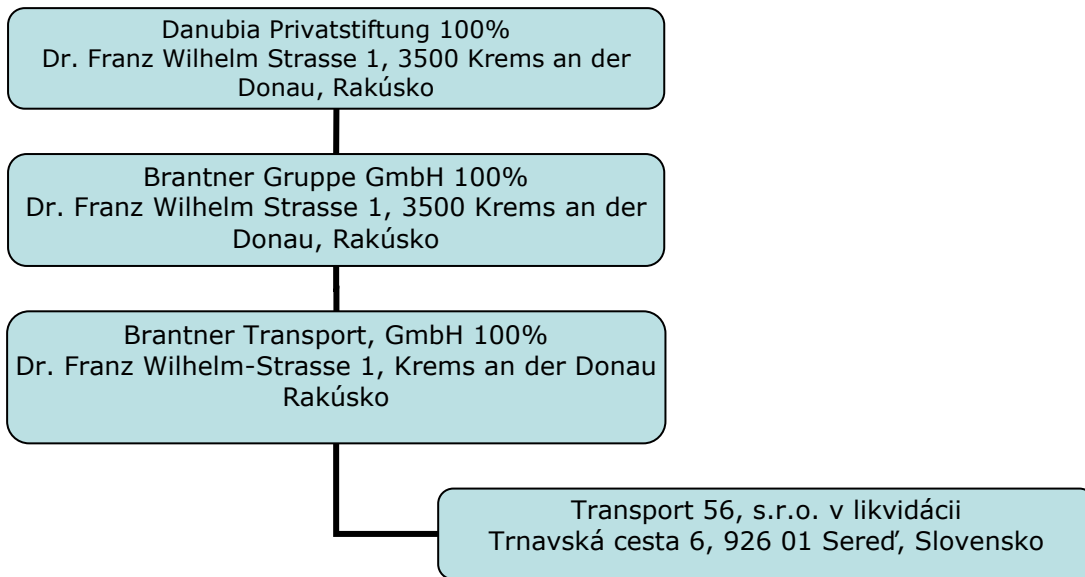 Danubia Privatstiftung 100%
Dr. Franz Wilhelm Strasse 1, 3500 Krems an der
Donau, Rakúsko
Brantner Gruppe GmbH 100%
Dr. Franz Wilhelm Strasse 1, 3500 Krems an der
Donau, Rakúsko
Brantner Transport, GmbH 100%
Dr. Franz Wilhelm-Strasse 1, Krems an der Donau
Rakúsko
Transport 56, s.r.o. v likvidácii
Trnavská cesta 6, 926 01 Sereď, Slovensko